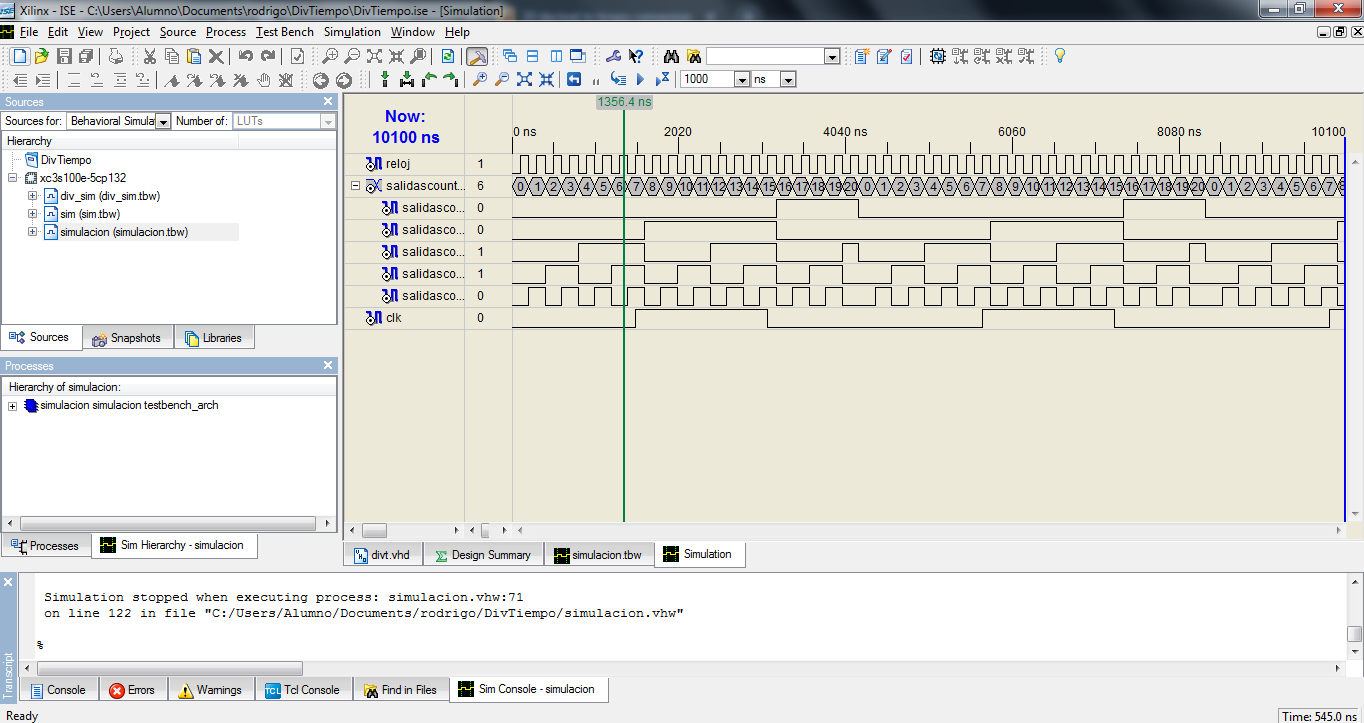 Xilinx - ISE - C:\Users\Alumno\Documents\rodrigo\DivTiempo\DivTiempo.ise - [Simulation]
File Edit View Project Source Process Test Bench Simulation Window Help
1000 ns
Sources
Sources for: Behavioral Simula Number of: LUTs
Hierarchy
DivTiempo
xc3s100e-5cp132
div_sim (div_sim.tbw)
sim (sim.tbw)
simulacion (simulacion.tbw)
Sources Snapshots Libraries
Processes
Hierarchy of simulacion:
simulacion simulacion testbench_arch
Processes Sim Hierarchy - simulacion
1356.4 ns
Now:
10100 ns
0 ns 2020 4040 ns 6060 8080 ns 10100
reloj 1
salidascount... 6 0 1 2 3 4 5 6 7 8 9 10 11 12 13 14 15 16 17 18 19 20 0 1 2 3 4 5 6 7 8 9 10 11 12 13 14 15 16 17 18 19 20 0 1 2 3 4 5 6 7 8
salidasco... 0
salidasco... 0
salidasco... 1
salidasco... 1
salidasco... 0
clk 0
divt.vhd Design Summary simulacion.tbw Simulation
Simulation stopped when executing process: simulacion.vhw:71
on line 122 in file "C:/Users/Alumno/Documents/rodrigo/DivTiempo/simulacion.vhw"
%
Transcript
Console Errors Warnings Tcl Console Find in Files Sim Console - simulacion
Ready Time: 545.0 ns